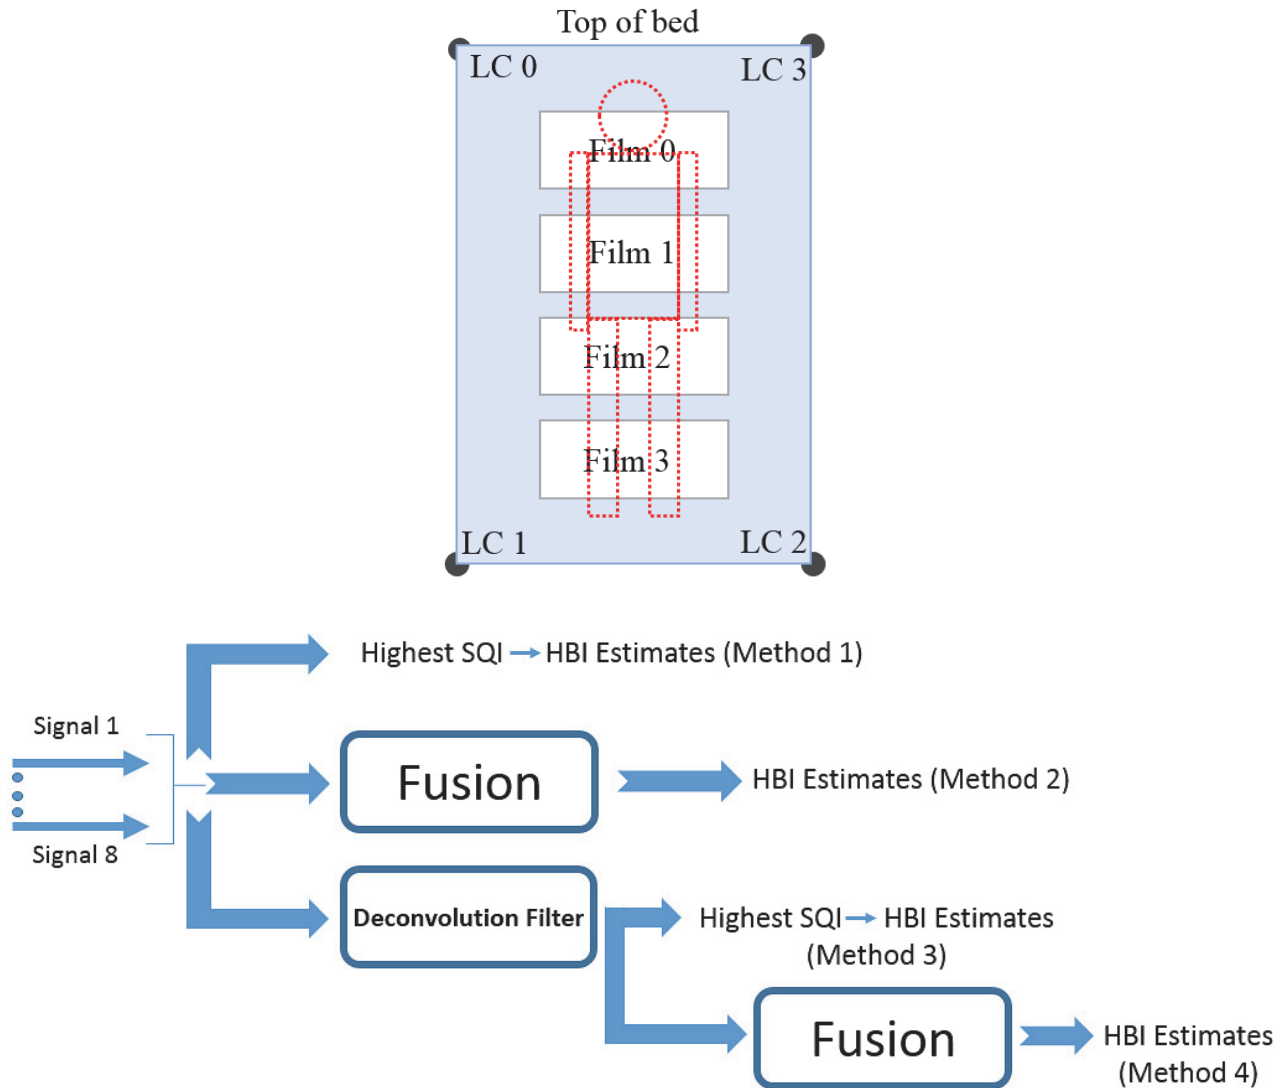 Top of bed
LC 0
LC 3
Film 0
Film 1
Film 2
Film 3
LC 1
LC 2
Highest SQI → HBI Estimates (Method 1)
Signal 1
Fusion
HBI Estimates (Method 2)
Signal 8
Deconvolution Filter
Highest SQI → HBI Estimates
(Method 3)
Fusion
HBI Estimates
(Method 4)